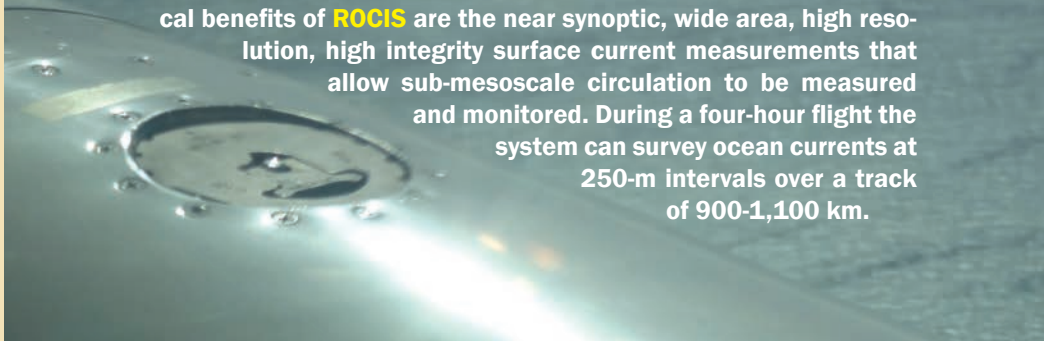 cal benefits of ROCIS are the near synoptic, wide area, high reso-
lution, high integrity surface current measurements that
allow sub-mesoscale circulation to be measured
and monitored. During a four-hour flight the
system can survey ocean currents at
250-m intervals over a track
of 900-1,100 km.